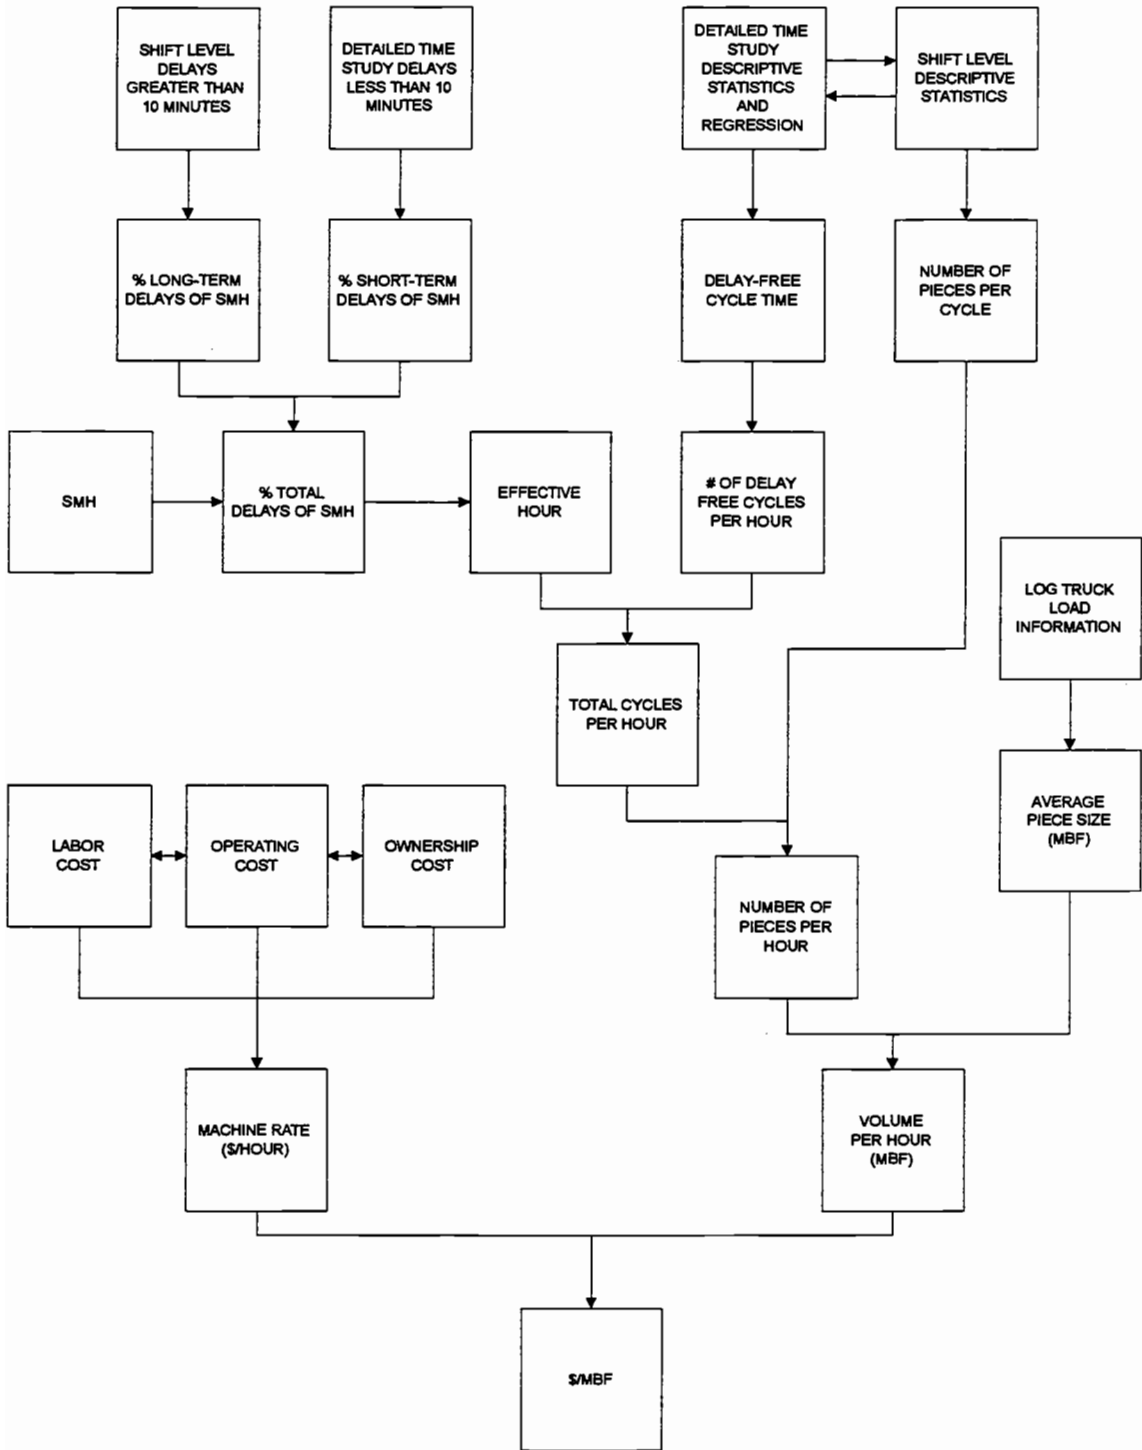 SHIFT LEVEL
DELAYS
GREATER THAN
10 MINUTES
DETAILED TIME
STUDY DELAYS
LESS THAN 10
MINUTES
DETAILED TIME
STUDY
DESCRIPTIVE
STATISTICS
AND
REGRESSION
SHIFT LEVEL
DESCRIPTIVE
STATISTICS
% LONG-TERM
DELAYS OF SMH
% SHORT-TERM
DELAYS OF SMH
DELAY-FREE
CYCLE TIME
NUMBER OF
PIECES PER
CYCLE
SMH
% TOTAL
DELAYS OF SMH
EFFECTIVE
HOUR
# OF DELAY
FREE CYCLES
PER HOUR
LOG TRUCK
LOAD
INFORMATION
TOTAL CYCLES
PER HOUR
AVERAGE
PIECE SIZE
(MBF)
LABOR
COST
OPERATING
COST
OWNERSHIP
COST
NUMBER OF
PIECES PER
HOUR
MACHINE RATE
($/HOUR)
VOLUME
PER HOUR
(MBF)
$/MBF